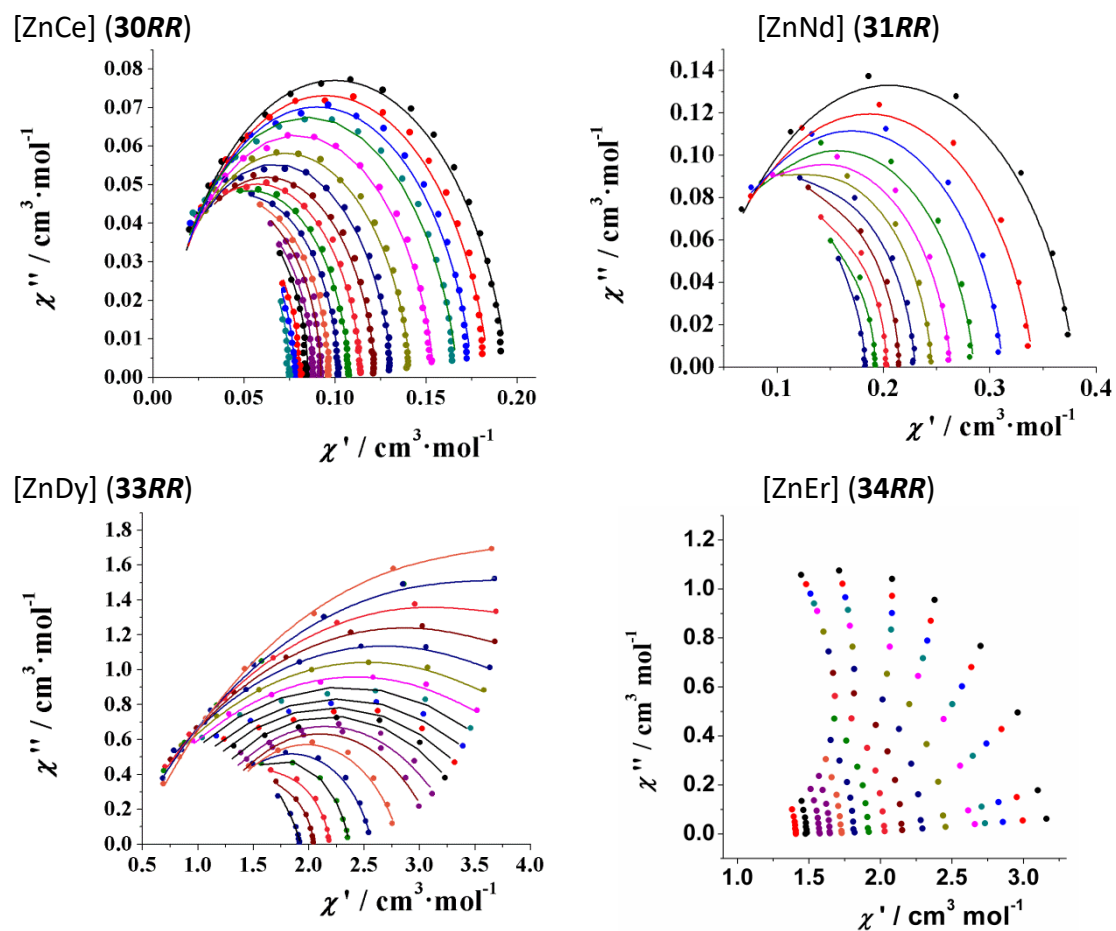 [ZnCe] (30RR)
χ'' / cm³·mol⁻¹
0.08
0.07
0.06
0.05
0.04
0.03
0.02
0.01
0.00
0.00 0.05 0.10 0.15 0.20
χ' / cm³·mol⁻¹
[ZnNd] (31RR)
χ'' / cm³·mol⁻¹
0.14
0.12
0.10
0.08
0.06
0.04
0.02
0.00
0.1 0.2 0.3 0.4
χ' / cm³·mol⁻¹
[ZnDy] (33RR)
χ'' / cm³·mol⁻¹
1.8
1.6
1.4
1.2
1.0
0.8
0.6
0.4
0.2
0.0
0.5 1.0 1.5 2.0 2.5 3.0 3.5 4.0
χ' / cm³·mol⁻¹
[ZnEr] (34RR)
χ'' / cm³ mol⁻¹
1.2
1.0
0.8
0.6
0.4
0.2
0.0
1.0 1.5 2.0 2.5 3.0
χ' / cm³ mol⁻¹